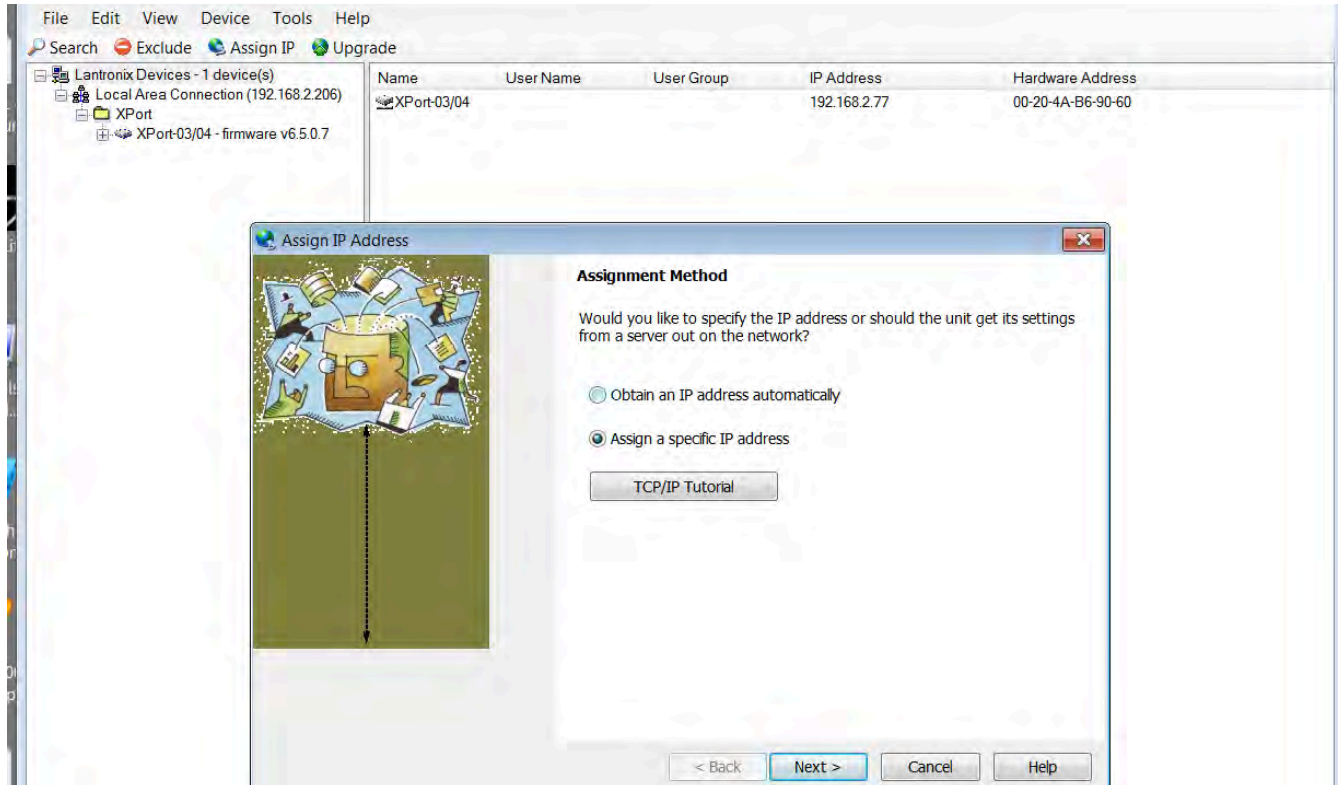 File Edit View Device Tools Help
Search Exclude Assign IP Upgrade
Lantronix Devices - 1 device(s)
Local Area Connection (192.168.2.206)
XPort
XPort-03/04 - firmware v6.5.0.7
Name User Name User Group IP Address Hardware Address
XPort-03/04 192.168.2.77 00-20-4A-B6-90-60
Assign IP Address
Assignment Method
Would you like to specify the IP address or should the unit get its settings
from a server out on the network?
Obtain an IP address automatically
Assign a specific IP address
TCP/IP Tutorial
< Back Next > Cancel Help